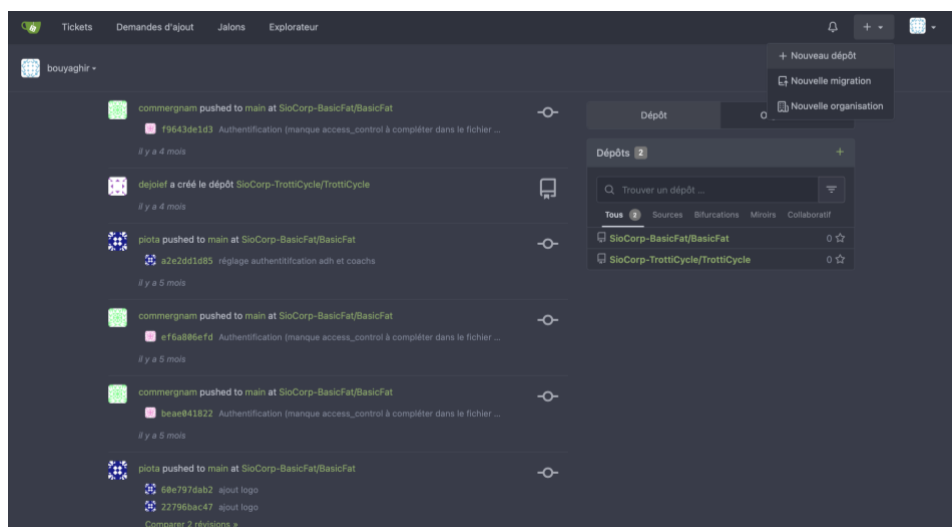 Tickets Demandes d'ajout Jalons Explorateur
+ Nouveau dépôt
Nouvelle migration
Nouvelle organisation
bouyaghir
commergnam pushed to main at SioCorp-BasicFat/BasicFat
f9643de1d3 Authentification (manque access_control à compléter dans le fichier ...
il y a 4 mois
dejoief a créé le dépôt SioCorp-TrottiCycle/TrottiCycle
il y a 4 mois
piota pushed to main at SioCorp-BasicFat/BasicFat
a2e2dd1d85 réglage authentitifcation adh et coachs
il y a 5 mois
commergnam pushed to main at SioCorp-BasicFat/BasicFat
ef6a806efd Authentification (manque access_control à compléter dans le fichier ...
il y a 5 mois
commergnam pushed to main at SioCorp-BasicFat/BasicFat
beae041822 Authentification (manque access_control à compléter dans le fichier ...
il y a 5 mois
piota pushed to main at SioCorp-BasicFat/BasicFat
60e797dab2 ajout logo
22796bac47 ajout logo
Comparer 2 révisions »
Dépôt
Dépôts 2 +
Trouver un dépôt ...
Tous 2 Sources Bifurcations Miroirs Collaboratif
SioCorp-BasicFat/BasicFat 0
SioCorp-TrottiCycle/TrottiCycle 0